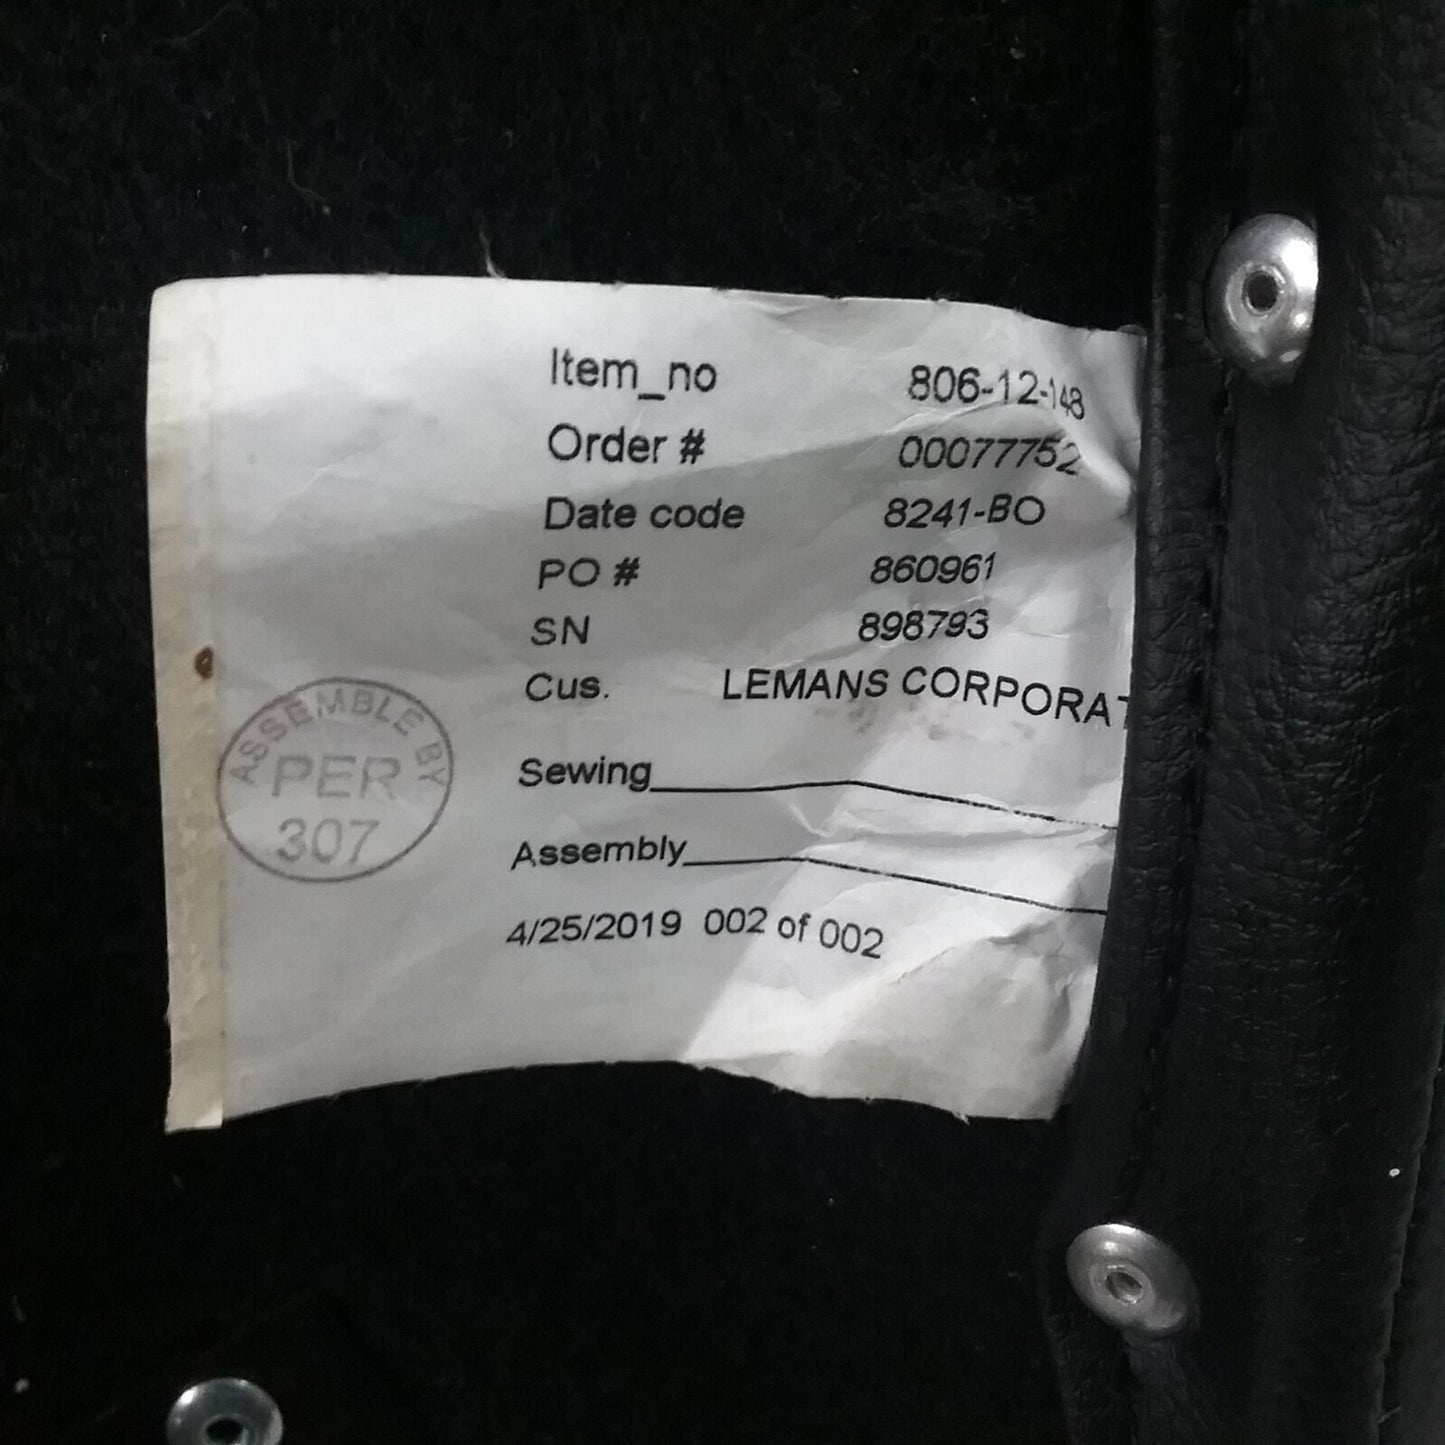 Item_no 806-12-148
Order # 00077752
Date code 8241-BO
PO # 860961
SN 898793
Cus. LEMANS CORPORAT
Sewing
Assembly
4/25/2019 002 of 002
ASSEMBLE BY
PER
307